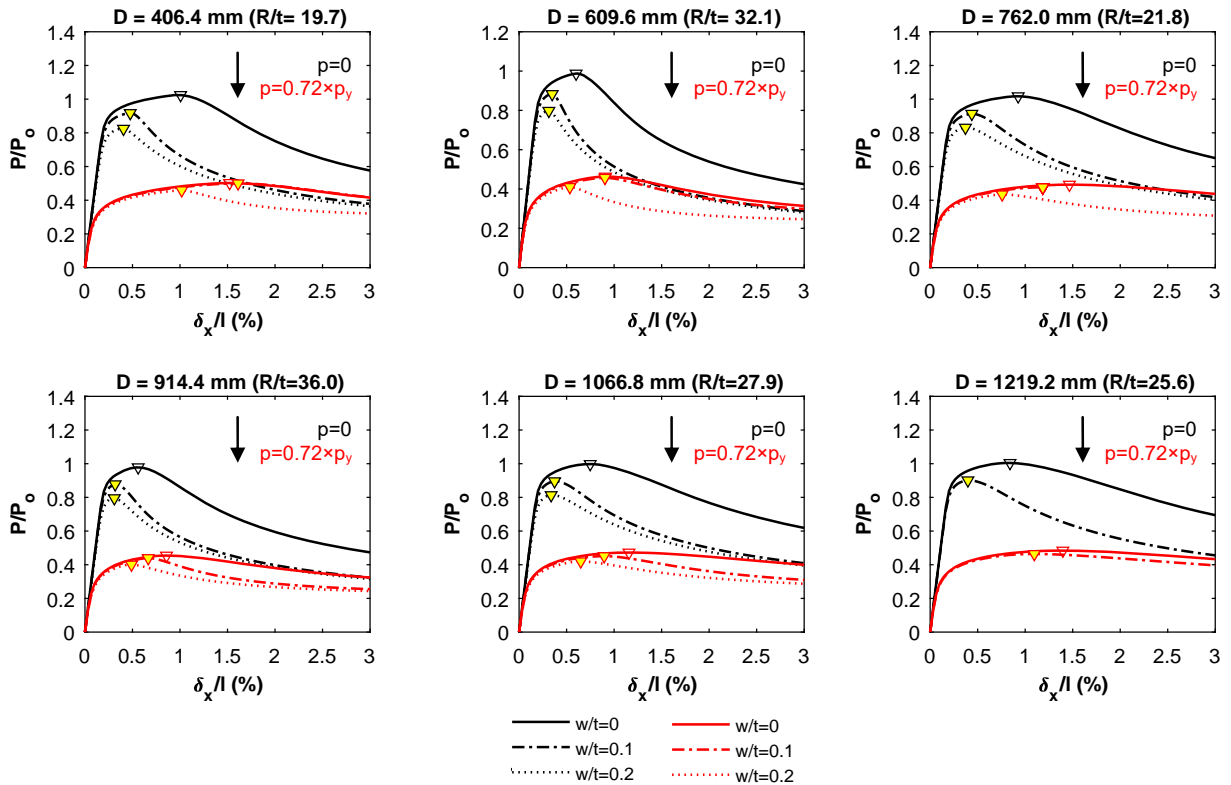 D = 406.4 mm (R/t= 19.7)
1.4
1.2
1
0.8
0.6
0.4
0.2
0
P/Pₒ
p=0
p=0.72×p_y
0 0.5 1 1.5 2 2.5 3
δₓ/l (%)
D = 609.6 mm (R/t= 32.1)
1.2
1
0.8
0.6
0.4
0.2
0
P/Pₒ
p=0
p=0.72×p_y
0 0.5 1 1.5 2 2.5 3
δₓ/l (%)
D = 762.0 mm (R/t=21.8)
1.4
1.2
1
0.8
0.6
0.4
0.2
0
P/Pₒ
p=0
p=0.72×p_y
0 0.5 1 1.5 2 2.5 3
δₓ/l (%)
D = 914.4 mm (R/t=36.0)
1.4
1.2
1
0.8
0.6
0.4
0.2
0
P/Pₒ
p=0
p=0.72×p_y
0 0.5 1 1.5 2 2.5 3
δₓ/l (%)
D = 1066.8 mm (R/t=27.9)
1.4
1.2
1
0.8
0.6
0.4
0.2
0
P/Pₒ
p=0
p=0.72×p_y
0 0.5 1 1.5 2 2.5 3
δₓ/l (%)
D = 1219.2 mm (R/t=25.6)
1.4
1.2
1
0.8
0.6
0.4
0.2
0
P/Pₒ
p=0
p=0.72×p_y
0 0.5 1 1.5 2 2.5 3
δₓ/l (%)
w/t=0 w/t=0
w/t=0.1 w/t=0.1
w/t=0.2 w/t=0.2